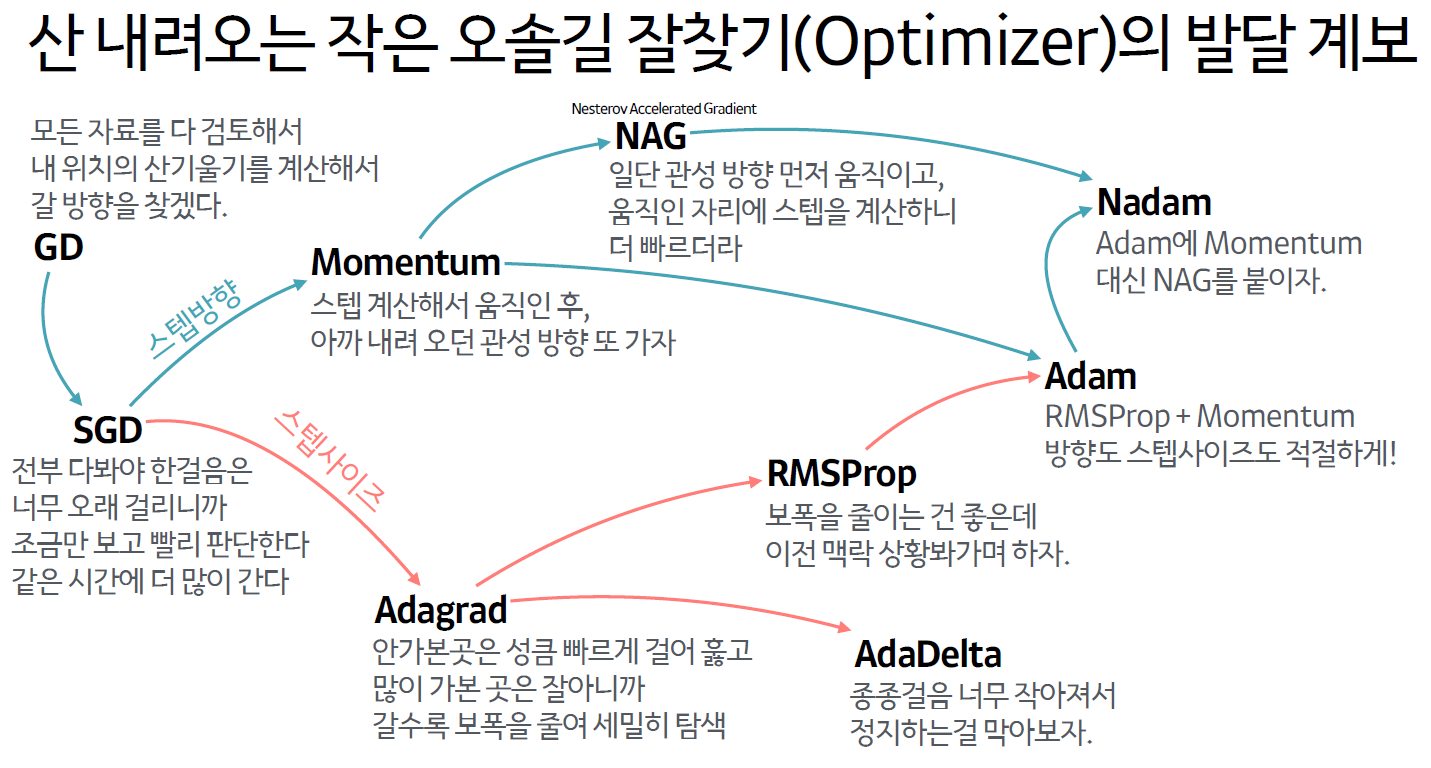 산 내려오는 작은 오솔길 잘찾기(Optimizer)의 발달 계보
모든 자료를 다 검토해서
내 위치의 산기울기를 계산해서
갈 방향을 찾겠다.
GD
스텝방향
SGD
전부 다봐야 한걸음은
너무 오래 걸리니까
조금만 보고 빨리 판단한다
같은 시간에 더 많이 간다
Momentum
스텝 계산해서 움직인 후,
아까 내려 오던 관성 방향 또 가자
Nesterov Accelerated Gradient
NAG
일단 관성 방향 먼저 움직이고,
움직인 자리에 스텝을 계산하니
더 빠르더라
Nadam
Adam에 Momentum
대신 NAG를 붙이자.
스텝사이즈
Adagrad
안가본곳은 성큼 빠르게 걸어 훓고
많이 가본 곳은 잘아니까
갈수록 보폭을 줄여 세밀히 탐색
RMSProp
보폭을 줄이는 건 좋은데
이전 맥락 상황봐가며 하자.
Adam
RMSProp + Momentum
방향도 스텝사이즈도 적절하게!
AdaDelta
종종걸음 너무 작아져서
정지하는걸 막아보자.